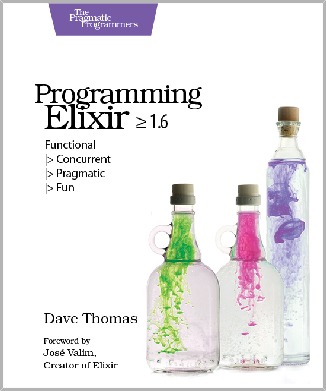 The
Pragmatic
Programmers
Programming
Elixir ≥ 1.6
Functional
|> Concurrent
|> Pragmatic
|> Fun
Dave Thomas
Foreword by
José Valim,
Creator of Elixir